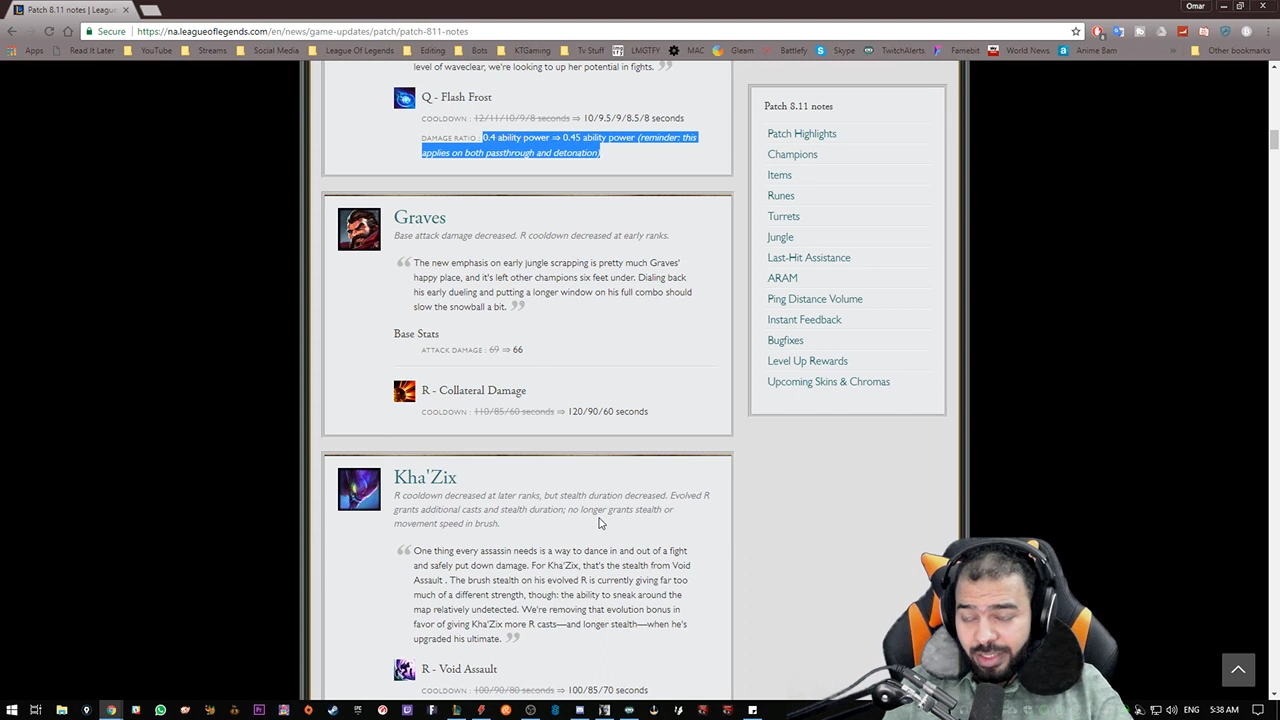 Patch 8.11 notes | Leagu
Omar
Secure
https://na.leagueoflegends.com/en/news/game-updates/patch/patch-811-notes
Apps
Read It Later
YouTube
Streams
Social Media
League Of Legends
Editing
Bots
KTGaming
Tv Stuff
LMGTFY
MAC
Gleam
Battlefy
Skype
TwitchAlerts
Famebit
World News
Anime Bam
Other bookmarks
level of waveclear, we're looking to up her potential in fights.
Q - Flash Frost
COOLDOWN : 12/11/10/9/8 seconds ⇒ 10/9.5/9/8.5/8 seconds
DAMAGE RATIO : 0.4 ability power ⇒ 0.45 ability power (reminder: this
applies on both passthrough and detonation)
Graves
Base attack damage decreased. R cooldown decreased at early ranks.
The new emphasis on early jungle scrapping is pretty much Graves'
happy place, and it's left other champions six feet under. Dialing back
his early dueling and putting a longer window on his full combo should
slow the snowball a bit.
Base Stats
ATTACK DAMAGE : 69 ⇒ 66
R - Collateral Damage
COOLDOWN : 110/85/60 seconds ⇒ 120/90/60 seconds
Kha'Zix
R cooldown decreased at later ranks, but stealth duration decreased. Evolved R
grants additional casts and stealth duration; no longer grants stealth or
movement speed in brush.
One thing every assassin needs is a way to dance in and out of a fight
and safely put down damage. For Kha'Zix, that's the stealth from Void
Assault . The brush stealth on his evolved R is currently giving far too
much of a different strength, though: the ability to sneak around the
map relatively undetected. We're removing that evolution bonus in
favor of giving Kha'Zix more R casts—and longer stealth—when he's
upgraded his ultimate.
R - Void Assault
COOLDOWN : 100/90/80 seconds ⇒ 100/85/70 seconds
Patch 8.11 notes
Patch Highlights
Champions
Items
Runes
Turrets
Jungle
Last-Hit Assistance
ARAM
Ping Distance Volume
Instant Feedback
Bugfixes
Level Up Rewards
Upcoming Skins & Chromas
ENG
5:38 AM